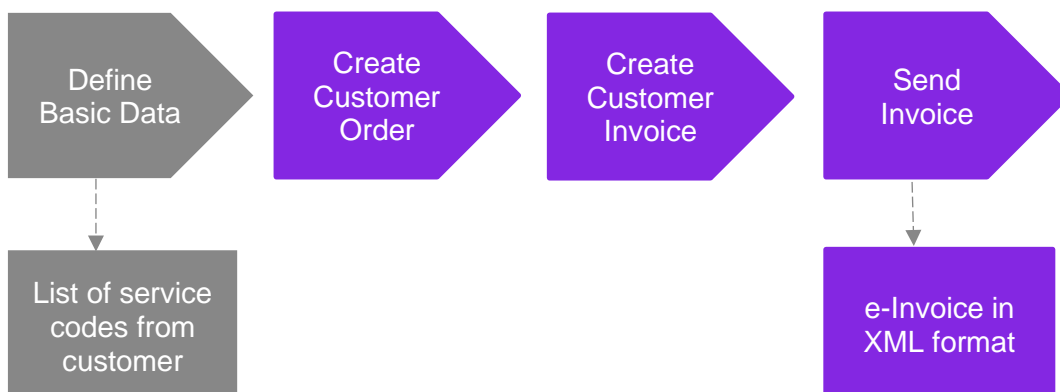 Define
Basic Data
Create
Customer
Order
Create
Customer
Invoice
Send
Invoice
List of service
codes from
customer
e-Invoice in
XML format